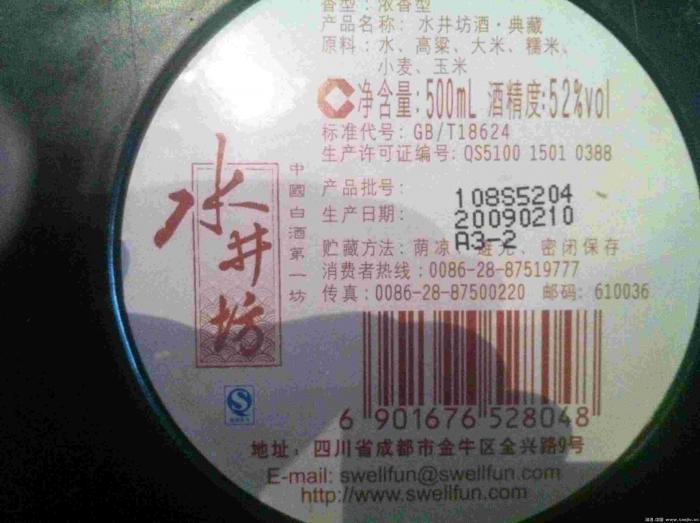 香型：浓香型
产品名称：水井坊酒·典藏
原料：水、高粱、大米、糯米、
小麦、玉米
净含量:500mL 酒精度:52%vol
标准代号：GB/T18624
生产许可证编号：QS5100 1501 0388
产品批号：
108S5204
生产日期：
20090210
A3-2
贮藏方法：荫凉、避光、密闭保存
消费者热线：0086-28-87519777
传真：0086-28-87500220 邮码：610036
水井坊
中國白酒第一坊
6 901676 528048
地址：四川省成都市金牛区全兴路9号
E-mail: swellfun@swellfun.com
http://www.swellfun.com